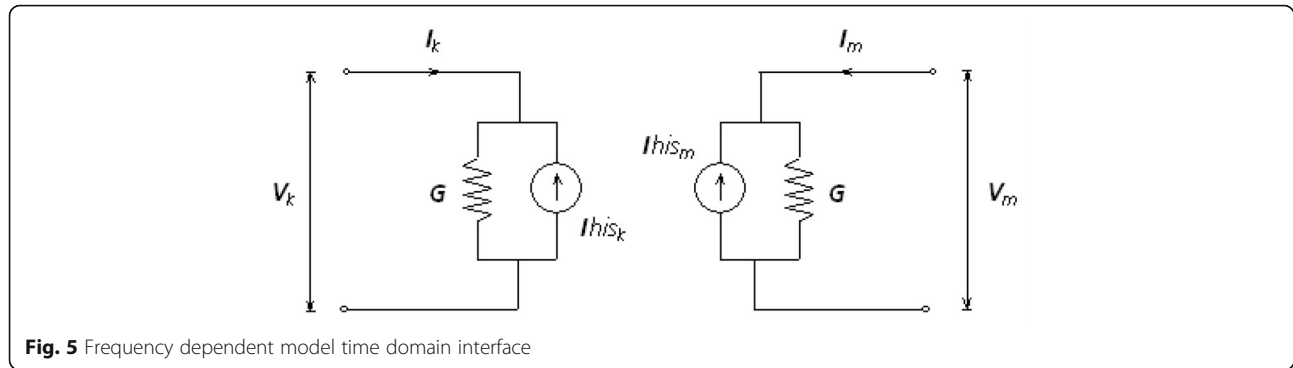 I_k
I_m
Ihis_m
V_k
G
G
V_m
Ihis_k
Fig. 5 Frequency dependent model time domain interface